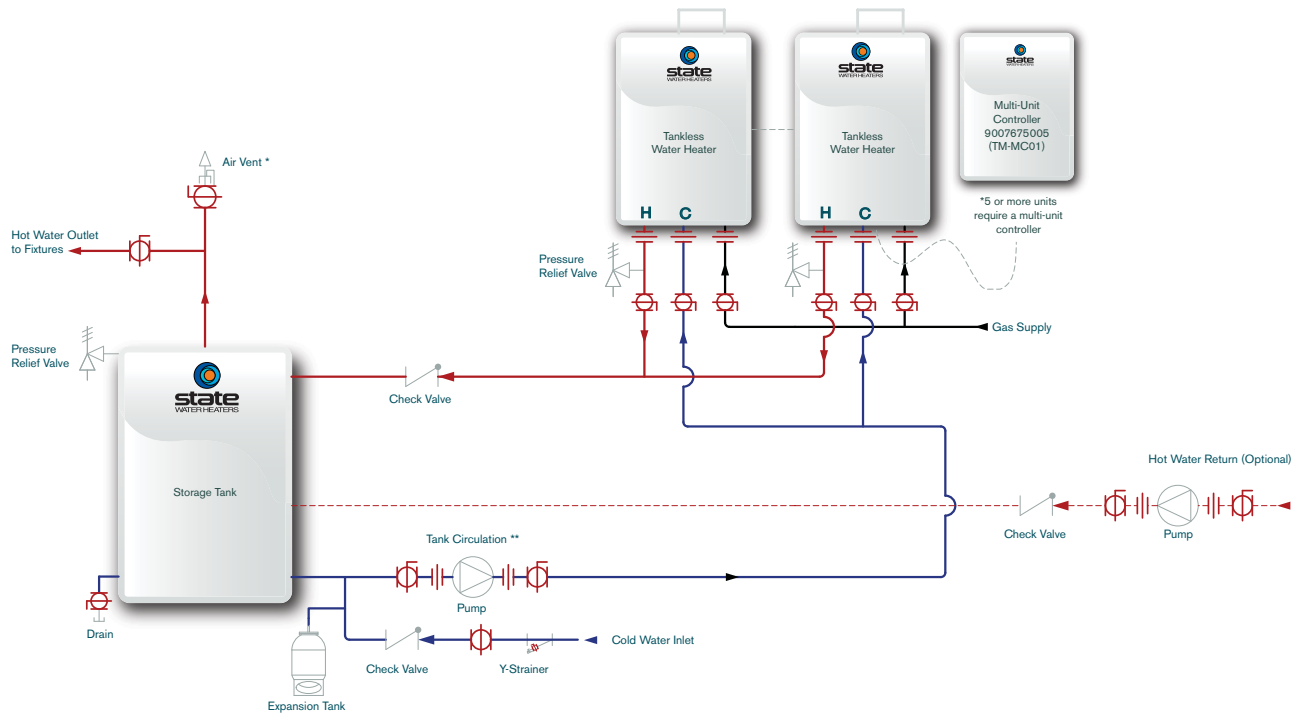 state
WATER HEATERS
Tankless
Water Heater
H C
state
WATER HEATERS
Tankless
Water Heater
H C
state
WATER HEATERS
Multi-Unit
Controller
9007675005
(TM-MC01)
*5 or more units
require a multi-unit
controller
Air Vent *
Hot Water Outlet
to Fixtures
Pressure
Relief Valve
Gas Supply
Pressure
Relief Valve
state
WATER HEATERS
Storage Tank
Check Valve
Hot Water Return (Optional)
Check Valve
Pump
Tank Circulation **
Pump
Drain
Cold Water Inlet
Check Valve
Y-Strainer
Expansion Tank